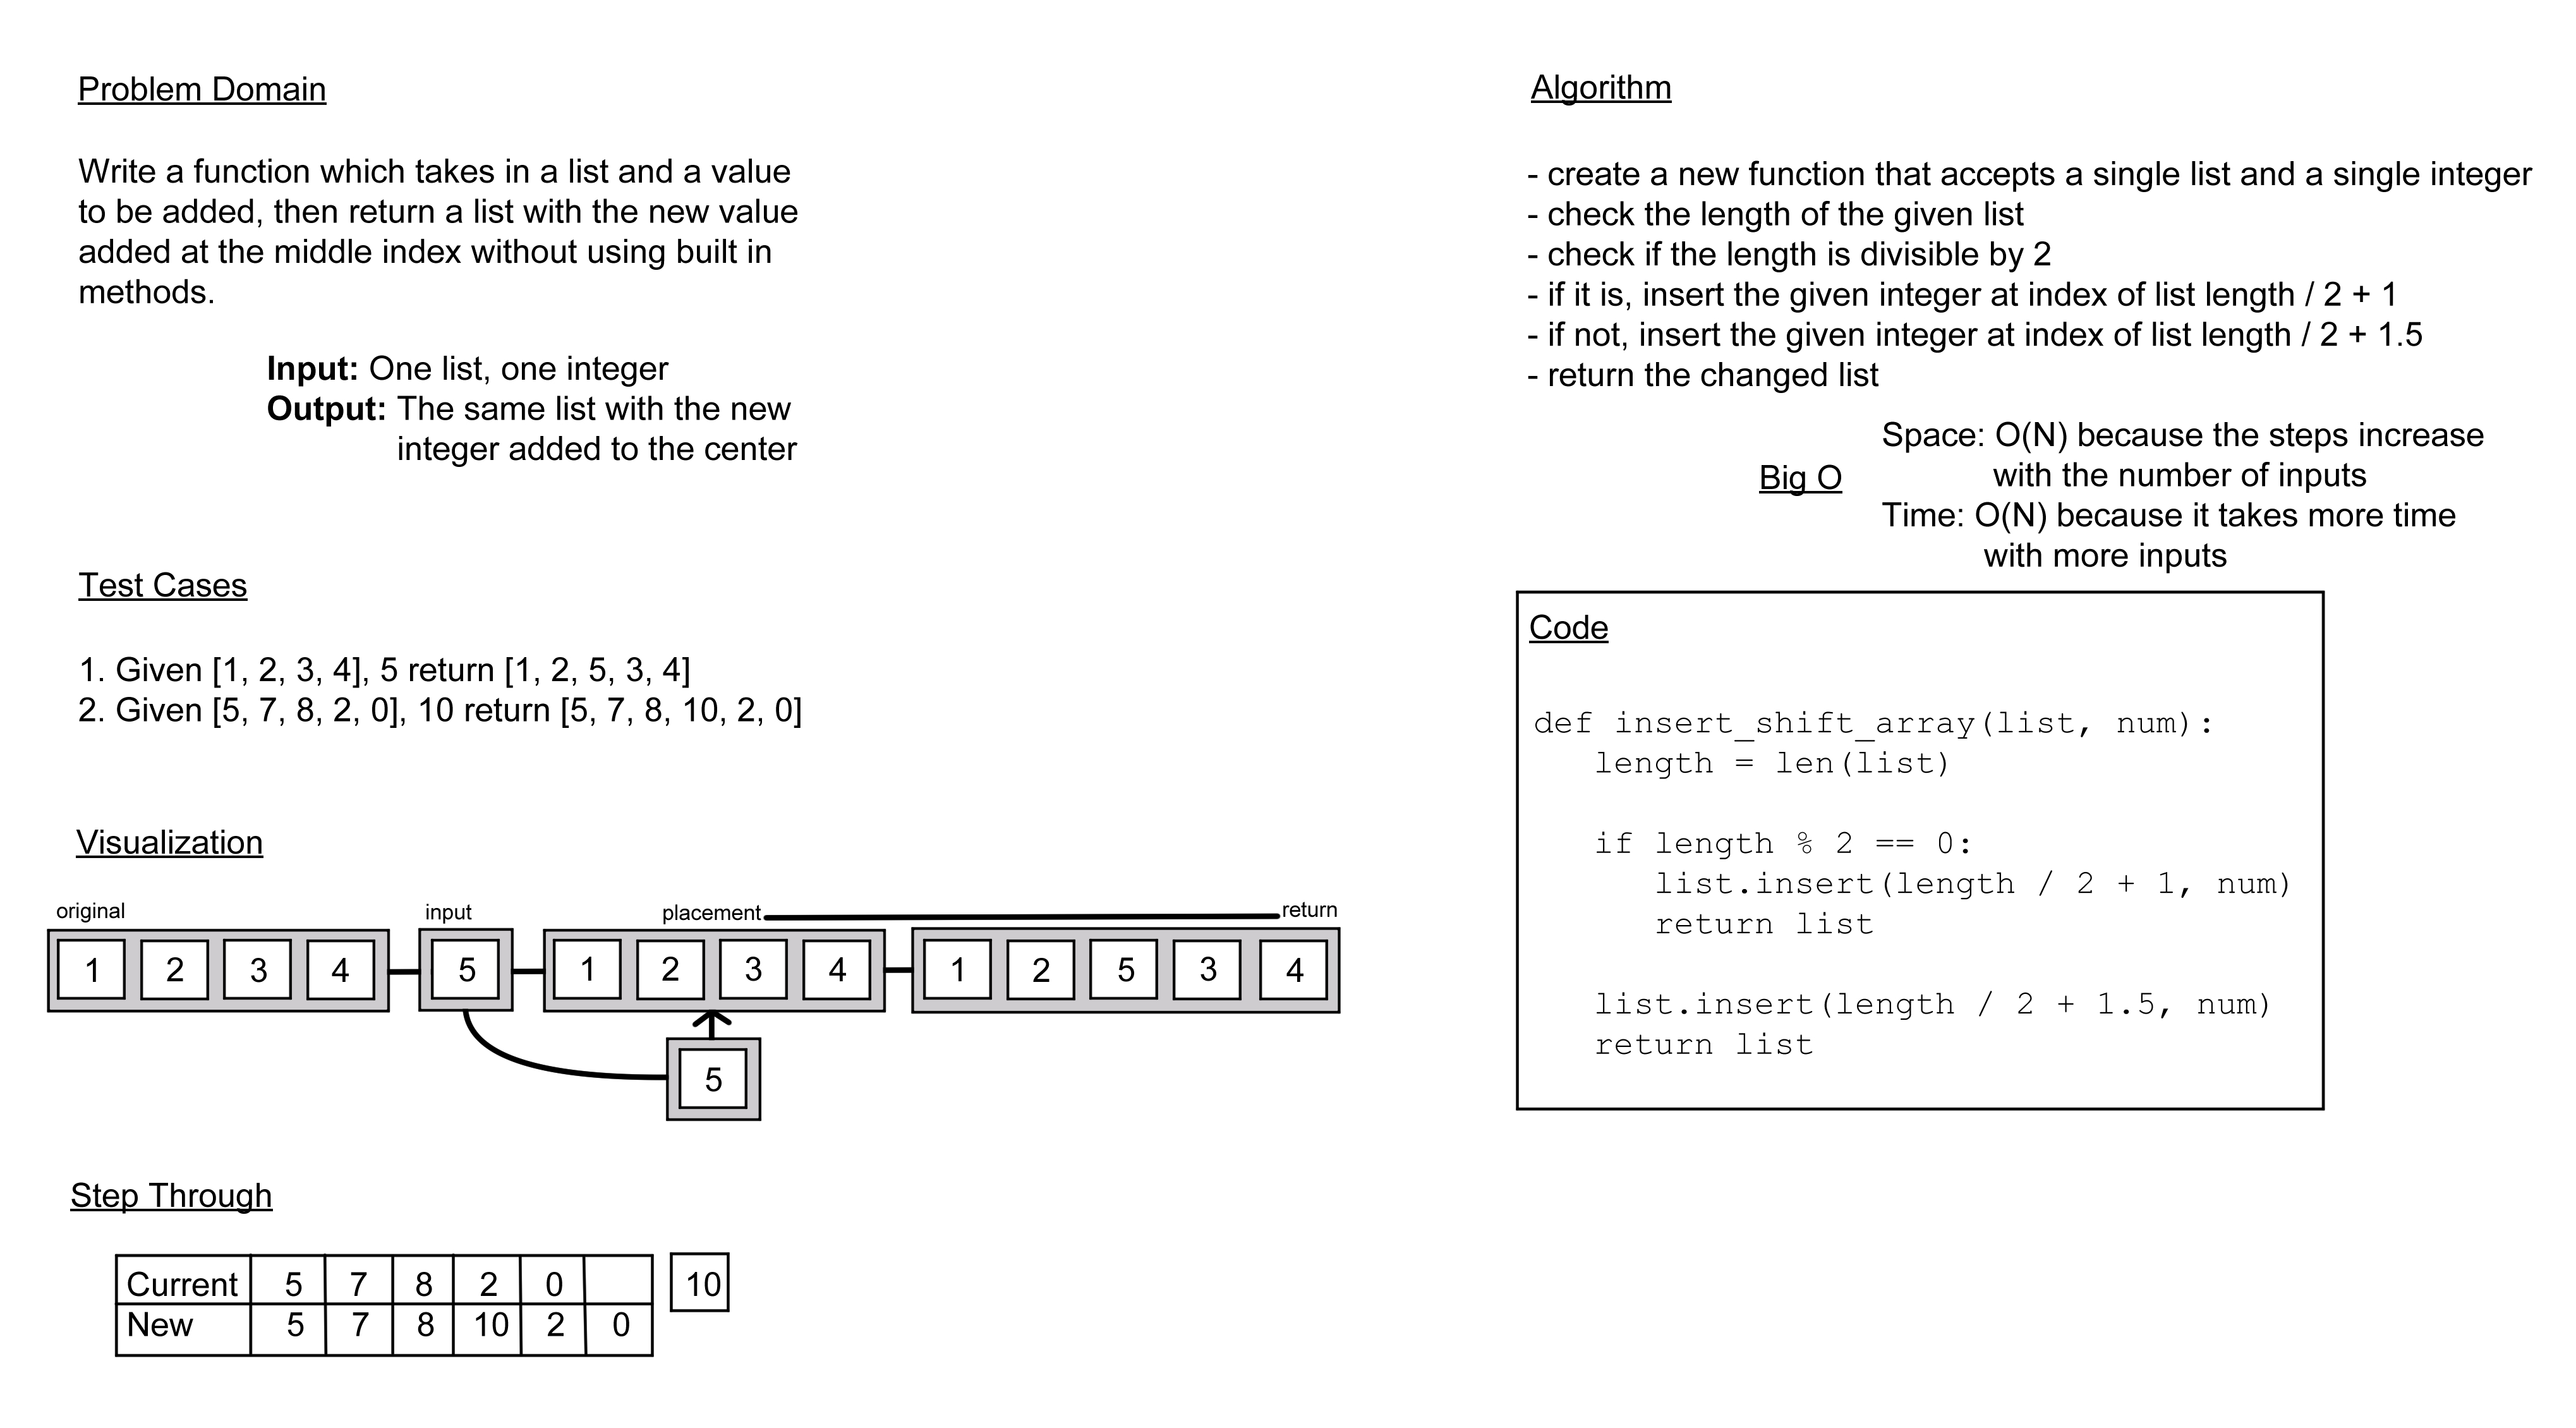 Problem Domain
Write a function which takes in a list and a value
to be added, then return a list with the new value
added at the middle index without using built in
methods.
Input: One list, one integer
Output: The same list with the new
integer added to the center
Test Cases
1. Given [1, 2, 3, 4], 5 return [1, 2, 5, 3, 4]
2. Given [5, 7, 8, 2, 0], 10 return [5, 7, 8, 10, 2, 0]
Visualization
original input placement return
1 2 3 4 5 1 2 3 4 1 2 5 3 4
5
Step Through
Current 5 7 8 2 0 10
New 5 7 8 10 2 0
Algorithm
- create a new function that accepts a single list and a single integer
- check the length of the given list
- check if the length is divisible by 2
- if it is, insert the given integer at index of list length / 2 + 1
- if not, insert the given integer at index of list length / 2 + 1.5
- return the changed list
Big O
Space: O(N) because the steps increase
with the number of inputs
Time: O(N) because it takes more time
with more inputs
Code
def insert_shift_array(list, num):
length = len(list)
if length % 2 == 0:
list.insert(length / 2 + 1, num)
return list
list.insert(length / 2 + 1.5, num)
return list